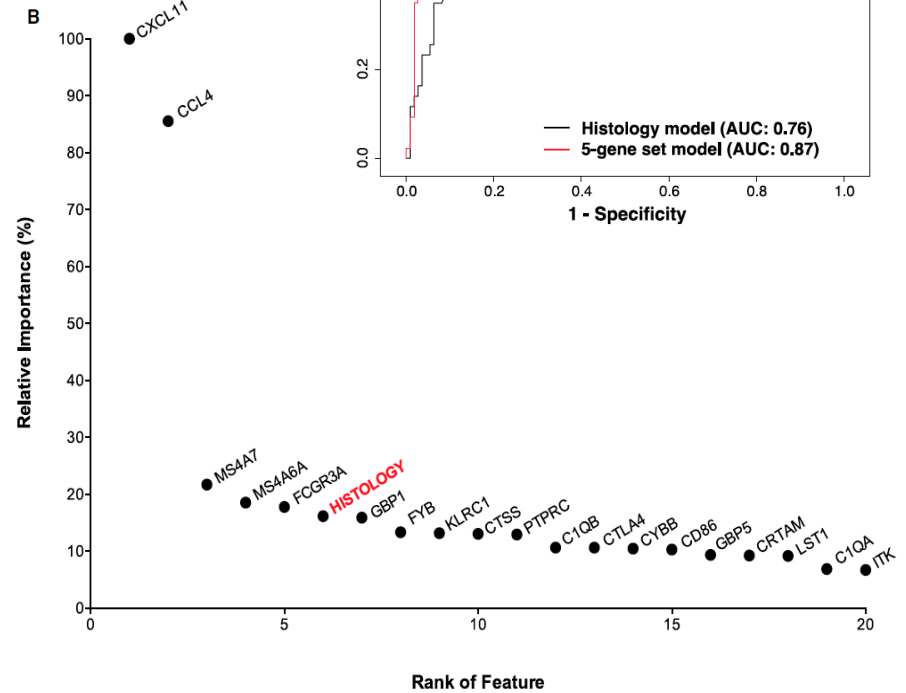 B
CXCL11
100
90
CCL4
80
70
60
50
40
30
20
10
0
Relative Importance (%)
0.2
0.0
Histology model (AUC: 0.76)
5-gene set model (AUC: 0.87)
0.0 0.2 0.4 0.6 0.8 1.0
1 - Specificity
MS4A7
MS4A6A
FCGR3A
HISTOLOGY
GBP1
FYB
KLRC1
CTSS
PTPRC
C1QB
CTLA4
CYBB
CD86
GBP5
CRTAM
LST1
C1QA
ITK
0 5 10 15 20
Rank of Feature